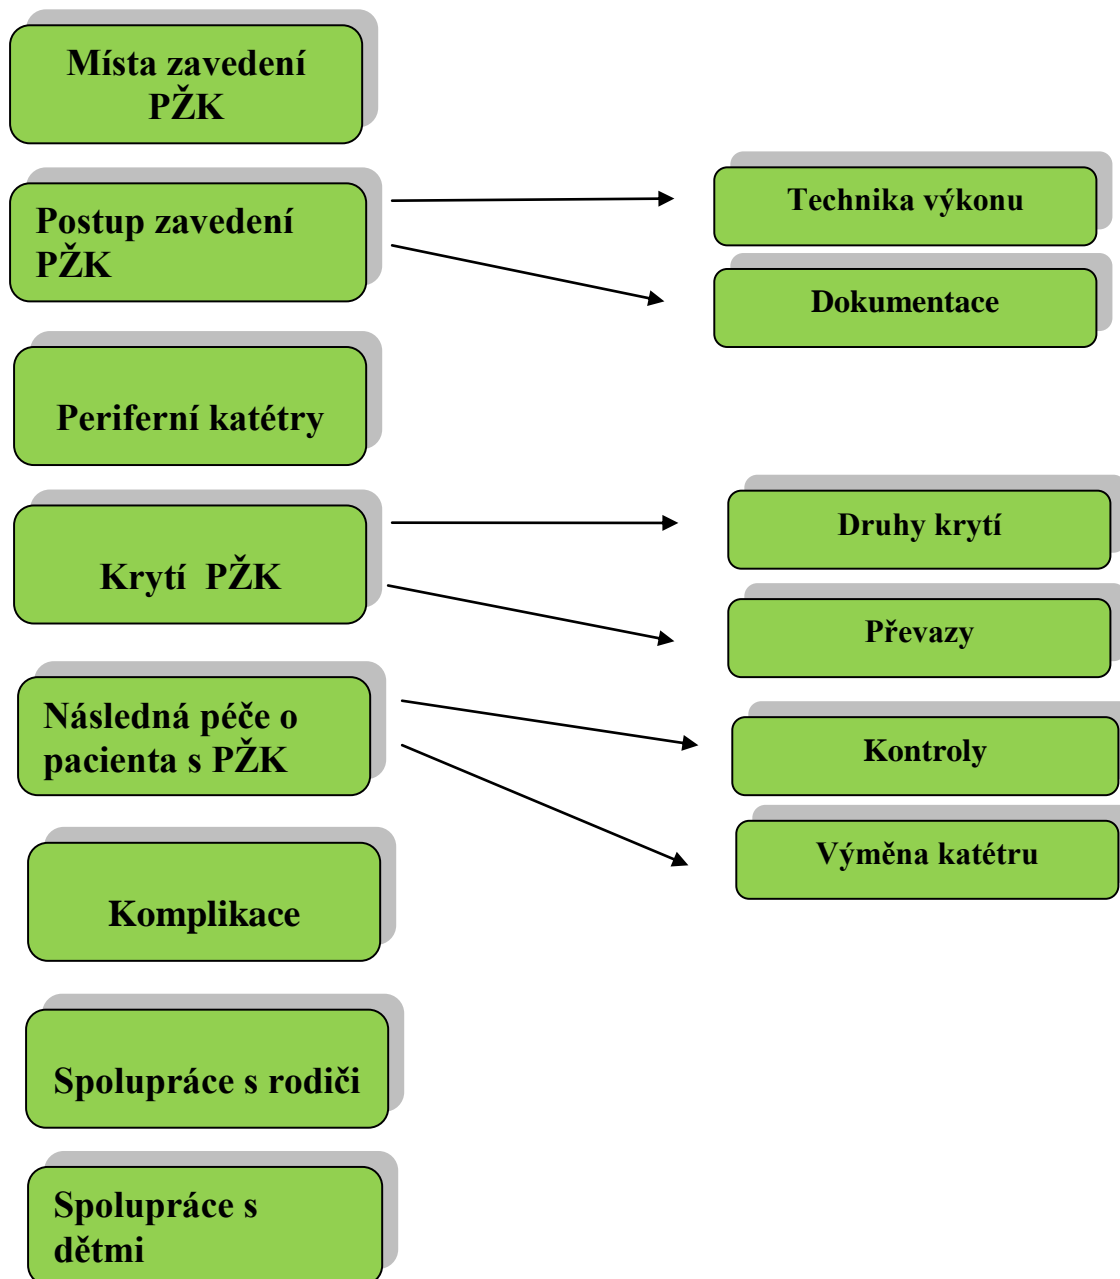 Místa zavedení
PŽK
Postup zavedení
PŽK
Technika výkonu
Dokumentace
Periferní katétry
Krytí PŽK
Druhy krytí
Převazy
Následná péče o
pacienta s PŽK
Kontroly
Výměna katétru
Komplikace
Spolupráce s rodiči
Spolupráce s
dětmi